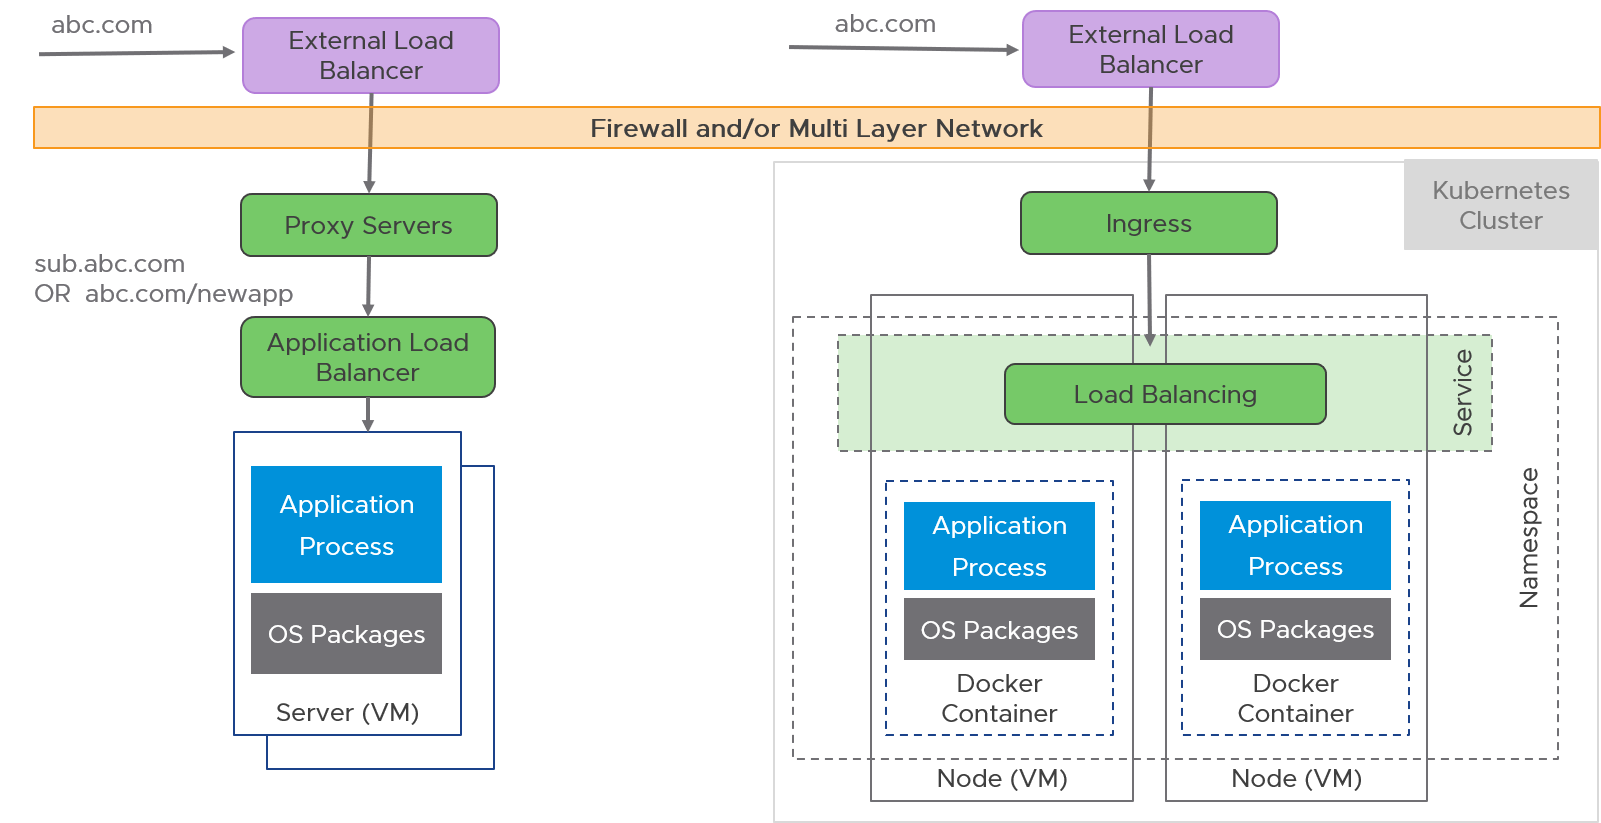 abc.com
External Load
Balancer
abc.com
External Load
Balancer
Firewall and/or Multi Layer Network
Proxy Servers
sub.abc.com
OR abc.com/newapp
Application Load
Balancer
Application
Process
OS Packages
Server (VM)
Kubernetes
Cluster
Ingress
Load Balancing
Service
Namespace
Application
Process
OS Packages
Docker
Container
Node (VM)
Application
Process
OS Packages
Docker
Container
Node (VM)